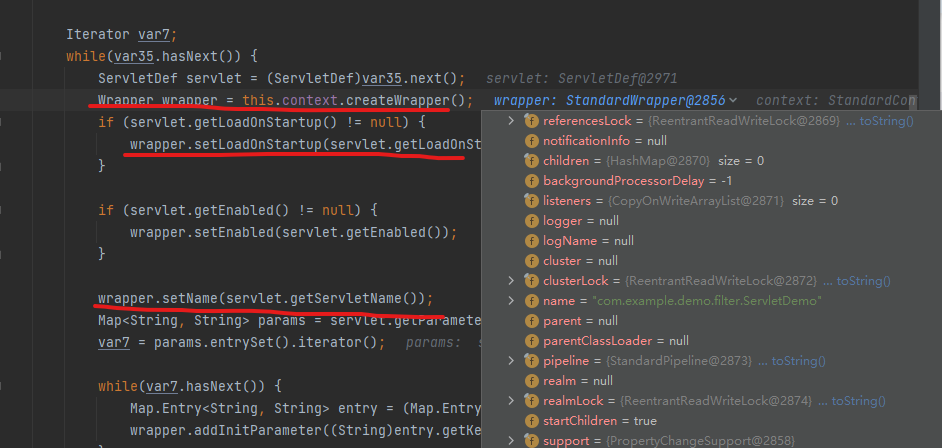 Iterator var7;
while(var35.hasNext()) {
ServletDef servlet = (ServletDef)var35.next(); servlet: ServletDef@2971
Wrapper wrapper = this.context.createWrapper(); wrapper: StandardWrapper@2856 context: StandardCon
if (servlet.getLoadOnStartup() != null) {
wrapper.setLoadOnStartup(servlet.getLoadOnSt
}
if (servlet.getEnabled() != null) {
wrapper.setEnabled(servlet.getEnabled());
}
wrapper.setName(servlet.getServletName());
Map<String, String> params = servlet.getParamete
var7 = params.entrySet().iterator(); params: s
while(var7.hasNext()) {
Map.Entry<String, String> entry = (Map.Entry
wrapper.addInitParameter((String)entry.getKe
}
f referencesLock = {ReentrantReadWriteLock@2869} ... toString()
f notificationInfo = null
f children = {HashMap@2870} size = 0
f backgroundProcessorDelay = -1
f listeners = {CopyOnWriteArrayList@2871} size = 0
f logger = null
f logName = null
f cluster = null
f clusterLock = {ReentrantReadWriteLock@2872} ... toString()
f name = "com.example.demo.filter.ServletDemo"
f parent = null
f parentClassLoader = null
f pipeline = {StandardPipeline@2873} ... toString()
f realm = null
f realmLock = {ReentrantReadWriteLock@2874} ... toString()
f startChildren = true
f support = {PropertyChangeSupport@2858}